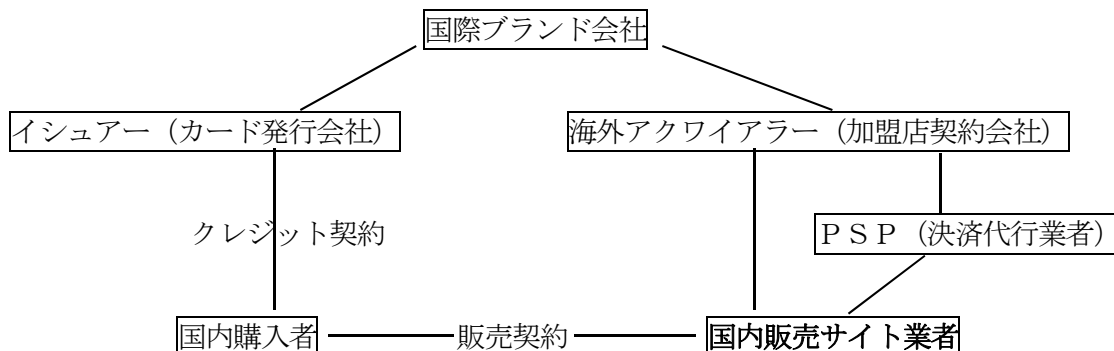 国際ブランド会社
イシュアー（カード発行会社）
海外アクワイアラー（加盟店契約会社）
クレジット契約
ＰＳＰ（決済代行業者）
国内購入者
販売契約
国内販売サイト業者